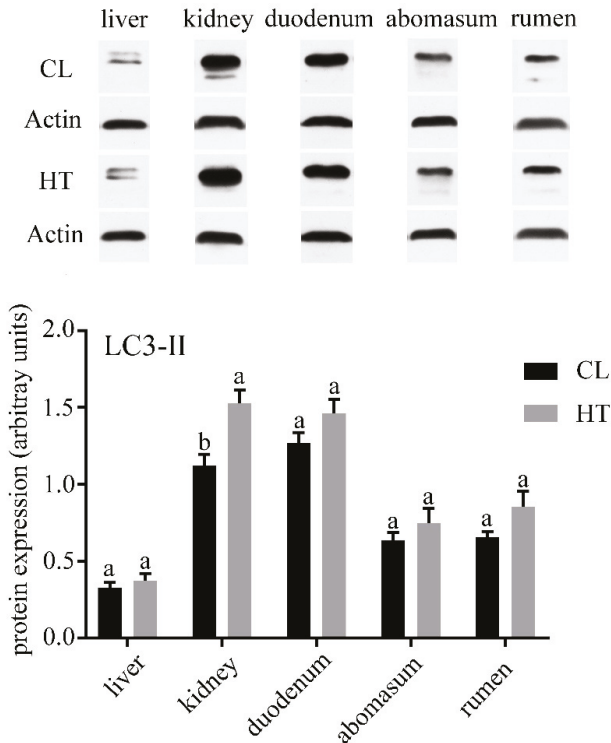 liver kidney duodenum abomasum rumen
CL
Actin
HT
Actin
protein expression (arbitray units)
2.0
1.5
1.0
0.5
0.0
LC3-II
CL
HT
a a b a a a a a a a
liver kidney duodenum abomasum rumen